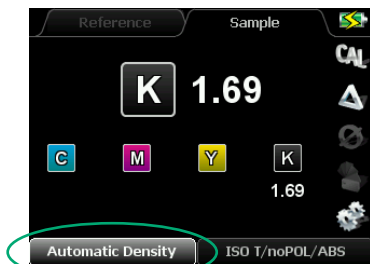 Reference Sample
CAL
K 1.69
C M Y K
1.69
Automatic Density ISO T/noPOL/ABS